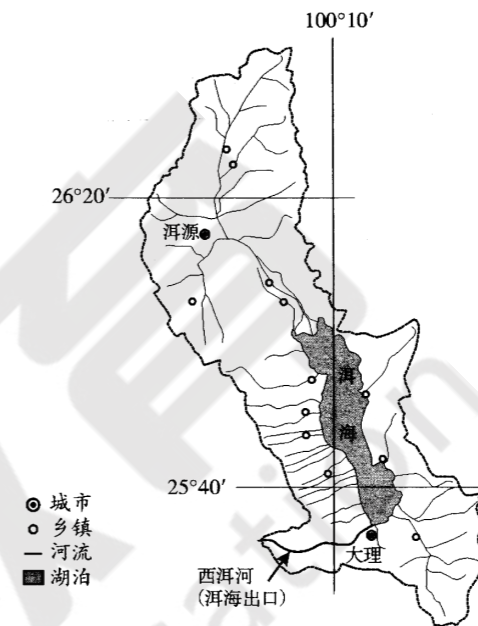 100°10′
26°20′
洱源
洱
海
25°40′
城市
乡镇
河流
湖泊
大理
西洱河
(洱海出口)